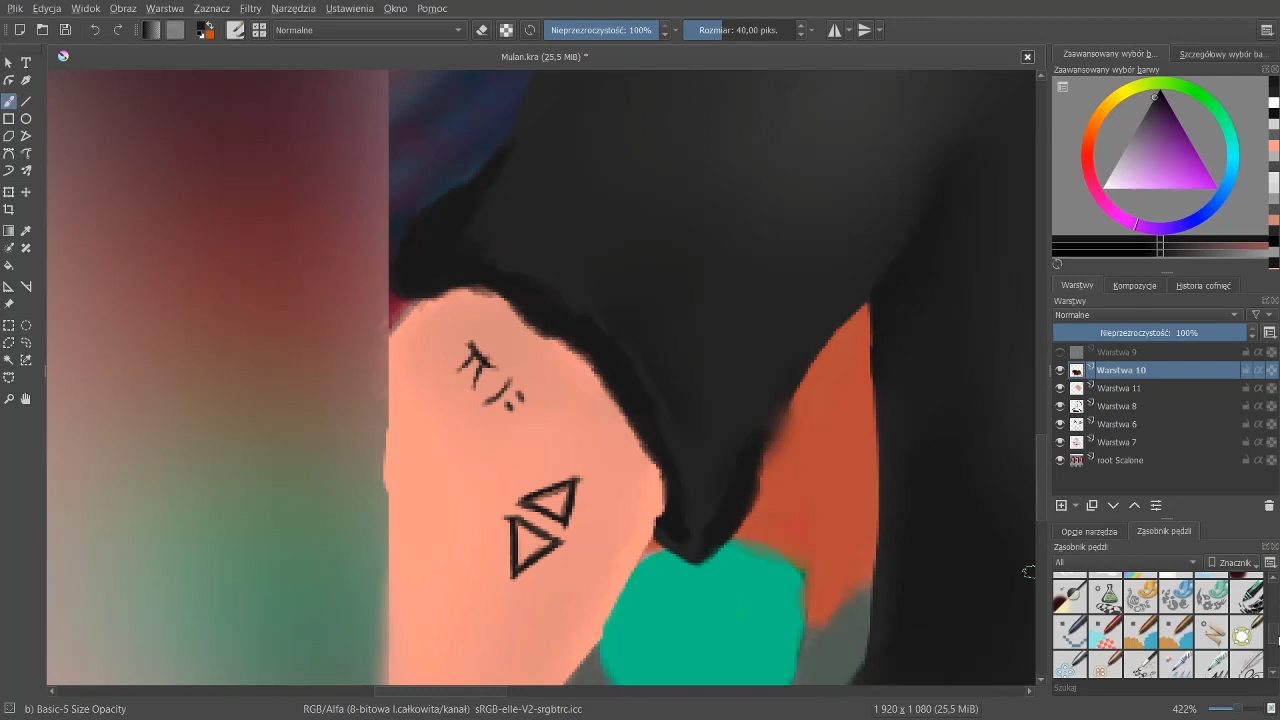 Plik Edycja Widok Obraz Warstwa Zaznacz Filtry Narzędzia Ustawienia Okno Pomoc
Normalne Nieprzezroczystość: 100% Rozmiar: 40,00 piks.
Mulan.kra (25,5 MiB) *
Zaawansowany wybór b... Szczegółowy wybór ba...
Zaawansowany wybór barwy
Warstwy Kompozycje Historia cofnięć
Warstwy
Normalne
Nieprzezroczystość: 100%
Warstwa 9
Warstwa 10
Warstwa 11
Warstwa 8
Warstwa 6
Warstwa 7
root Scalone
Opcje narzędzia Zasobnik pędzli
Zasobnik pędzli
All Znacznik
Szukaj
b) Basic-5 Size Opacity RGB/Alfa (8-bitowa l.całkowita/kanał) sRGB-elle-V2-srgbtrc.icc 1 920 x 1 080 (25,5 MiB) 422%